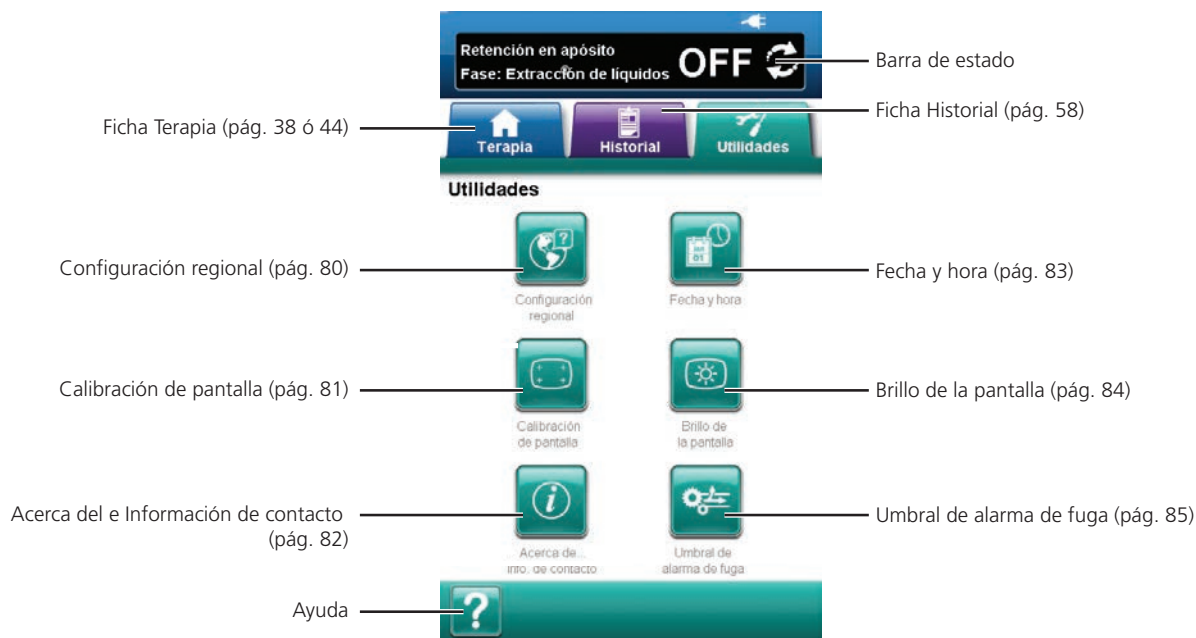 Retención en apósito
Fase: Extracción de líquidos
OFF
Barra de estado
Ficha Terapia (pág. 38 ó 44)
Ficha Historial (pág. 58)
Terapia
Historial
Utilidades
Utilidades
Configuración regional (pág. 80)
Fecha y hora (pág. 83)
Configuración
regional
Fecha y hora
Calibración de pantalla (pág. 81)
Brillo de la pantalla (pág. 84)
Calibración
de pantalla
Brillo de
la pantalla
Acerca del e Información de contacto
(pág. 82)
Umbral de alarma de fuga (pág. 85)
Acerca de...
info. de contacto
Umbral de
alarma de fuga
Ayuda
?